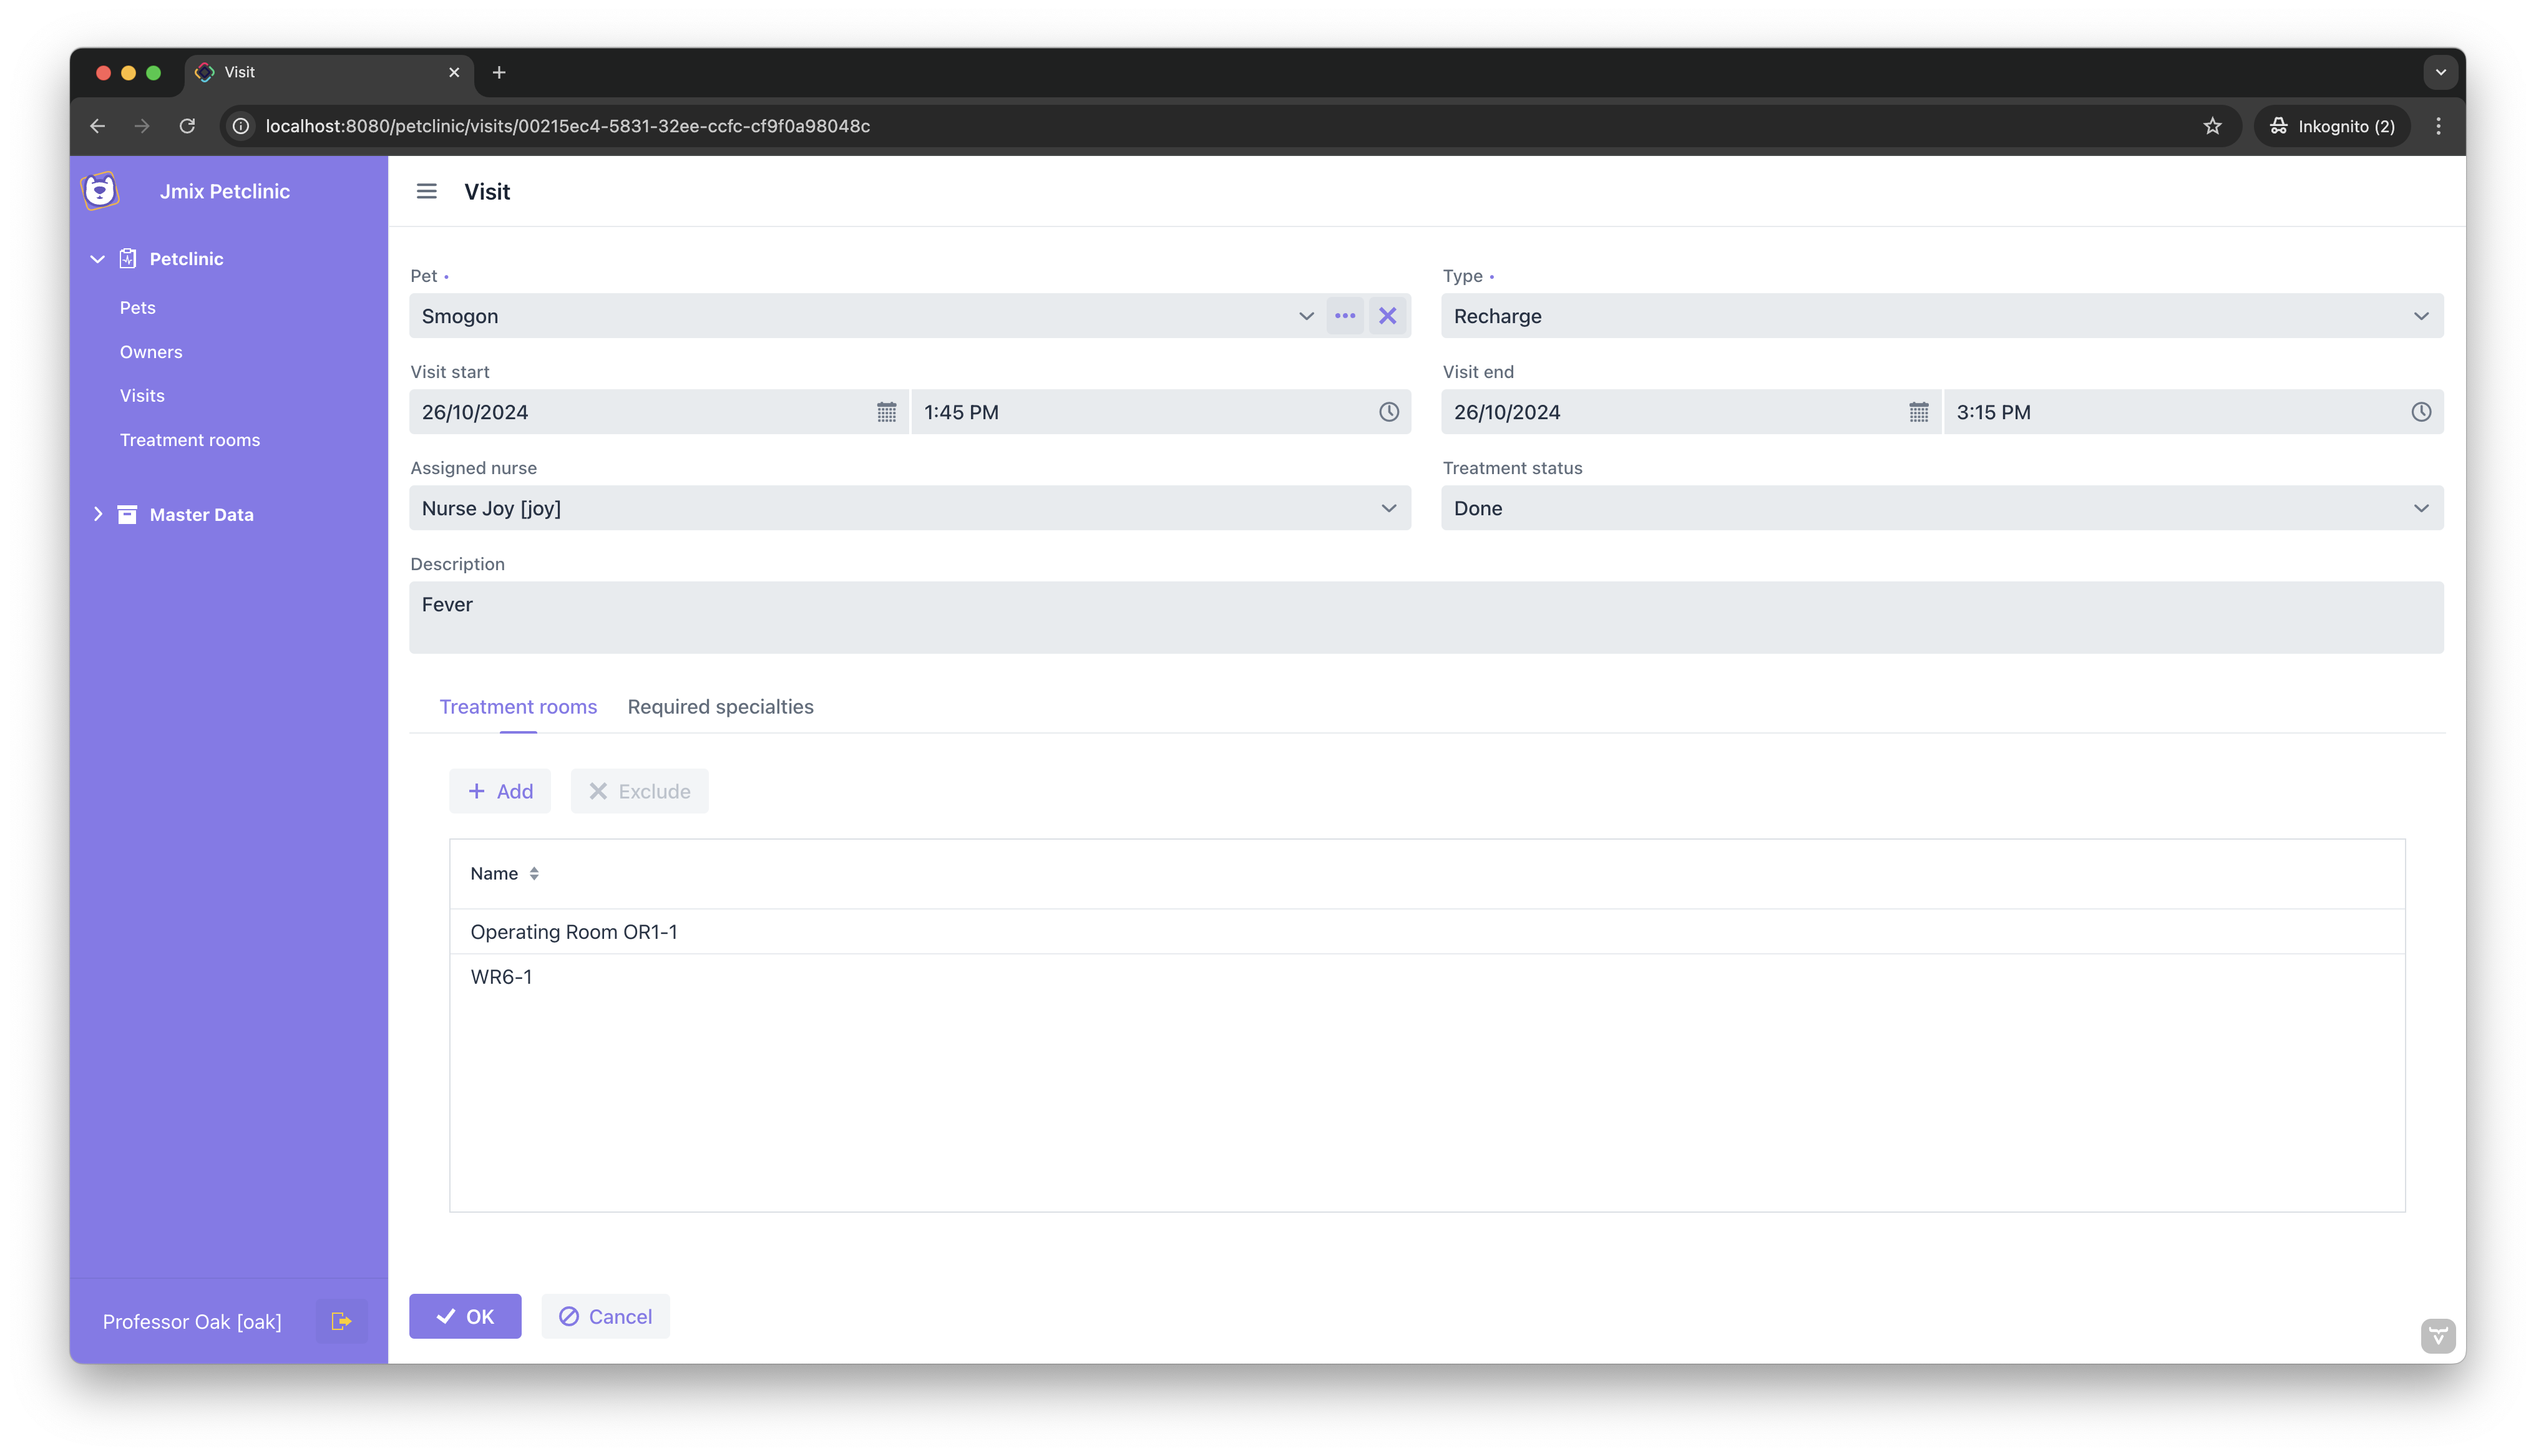 Visit
localhost:8080/petclinic/visits/00215ec4-5831-32ee-ccfc-cf9f0a98048c
Inkognito (2)
Jmix Petclinic
Petclinic
Pets
Owners
Visits
Treatment rooms
Master Data
Professor Oak [oak]
Visit
Pet •
Type •
Smogon
Recharge
Visit start
Visit end
26/10/2024 1:45 PM
26/10/2024 3:15 PM
Assigned nurse
Treatment status
Nurse Joy [joy]
Done
Description
Fever
Treatment rooms Required specialties
Add Exclude
Name
Operating Room OR1-1
WR6-1
OK Cancel